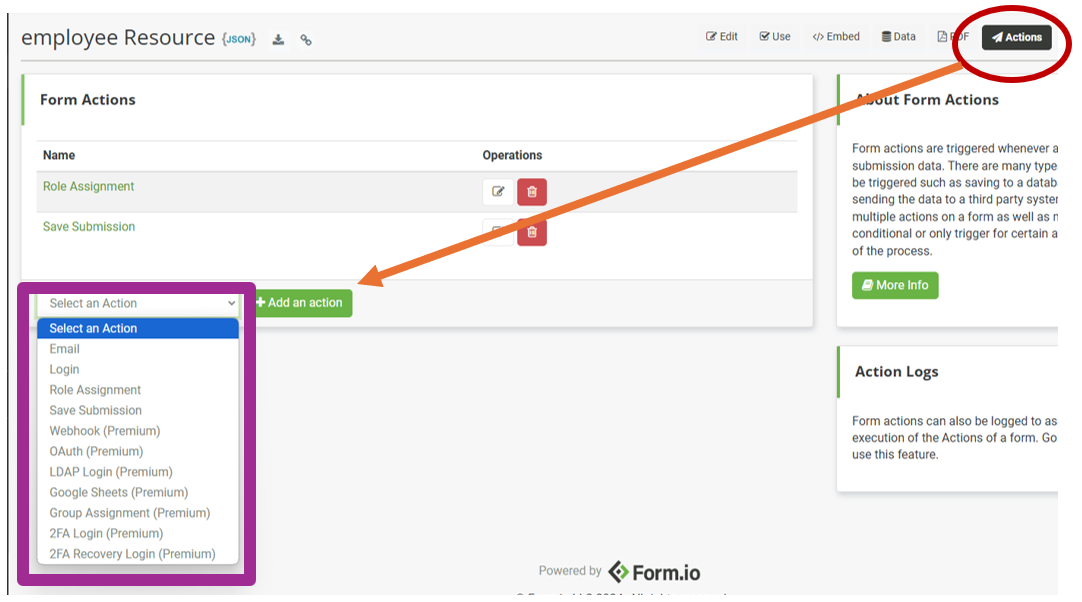 employee Resource {JSON}
Edit Use </> Embed Data PDF Actions
Form Actions
Name Operations
Role Assignment
Save Submission
Select an Action + Add an action
Select an Action
Email
Login
Role Assignment
Save Submission
Webhook (Premium)
OAuth (Premium)
LDAP Login (Premium)
Google Sheets (Premium)
Group Assignment (Premium)
2FA Login (Premium)
2FA Recovery Login (Premium)
About Form Actions
Form actions are triggered whenever a
submission data. There are many type
be triggered such as saving to a datab
sending the data to a third party syster
multiple actions on a form as well as
conditional or only trigger for certain a
of the process.
More Info
Action Logs
Form actions can also be logged to as
execution of the Actions of a form. Go
use this feature.
Powered by Form.io